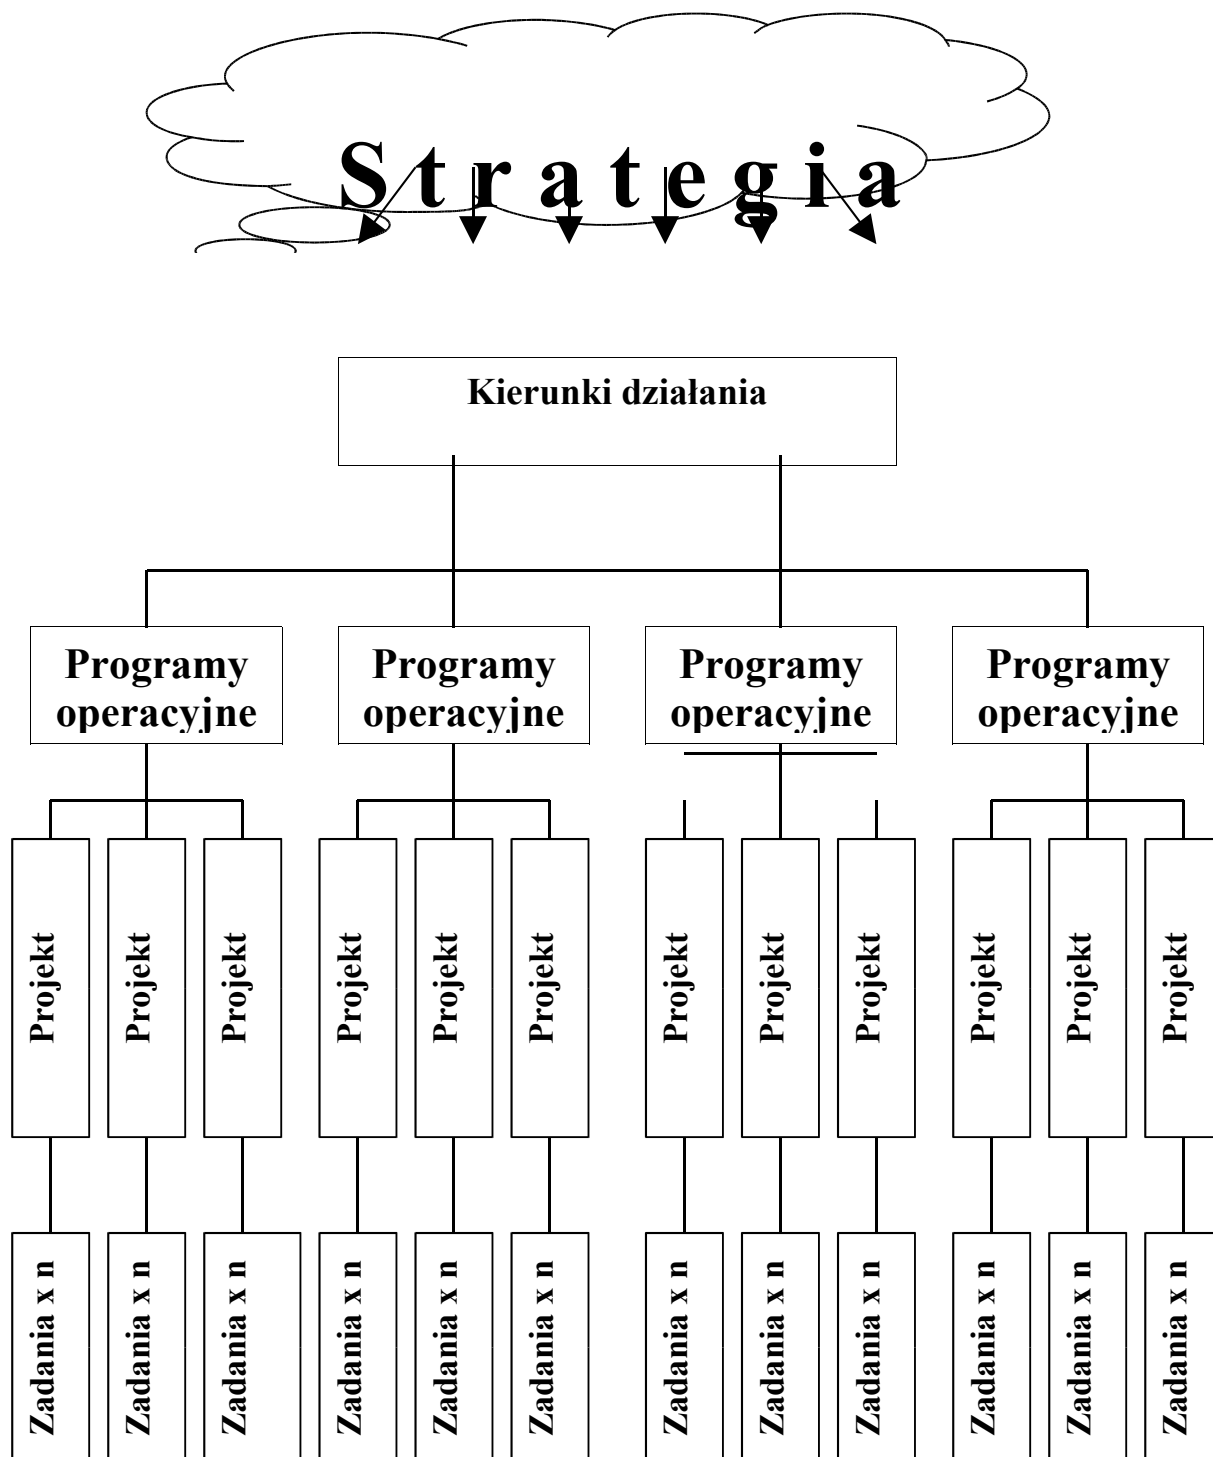 S t r a t e g i a
Kierunki działania
Programy
operacyjne
Programy
operacyjne
Programy
operacyjne
Programy
operacyjne
Projekt
Projekt
Projekt
Projekt
Projekt
Projekt
Projekt
Projekt
Projekt
Projekt
Projekt
Projekt
Zadania x n
Zadania x n
Zadania x n
Zadania x n
Zadania x n
Zadania x n
Zadania x n
Zadania x n
Zadania x n
Zadania x n
Zadania x n
Zadania x n